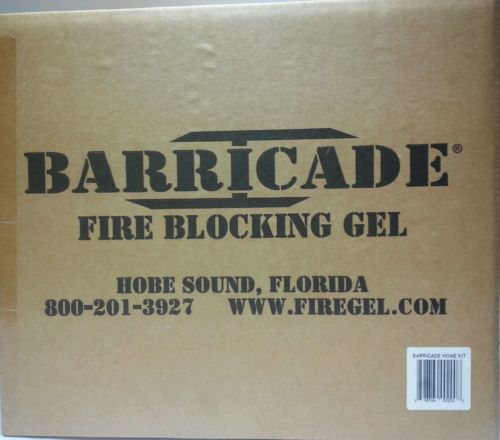 BARRICADE®
FIRE BLOCKING GEL
HOBE SOUND, FLORIDA
800-201-3927 WWW.FIREGEL.COM
BARRICADE HOME KIT